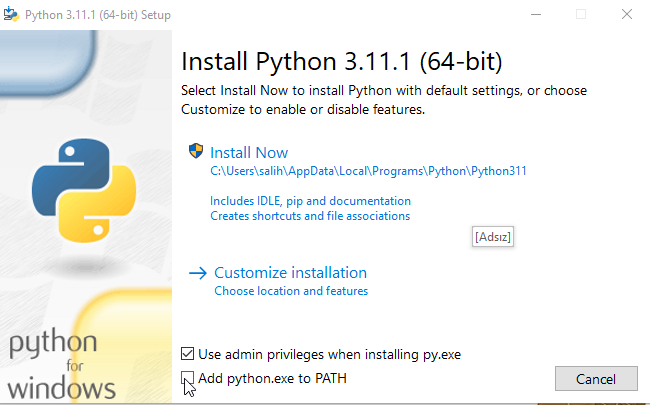 Python 3.11.1 (64-bit) Setup
Install Python 3.11.1 (64-bit)
Select Install Now to install Python with default settings, or choose
Customize to enable or disable features.
Install Now
C:\Users\salih\AppData\Local\Programs\Python\Python311
Includes IDLE, pip and documentation
Creates shortcuts and file associations
[Adsız]
Customize installation
Choose location and features
Use admin privileges when installing py.exe
Add python.exe to PATH
Cancel
python
for
windows